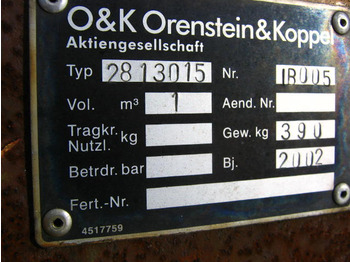 O&K Orenstein&Koppel
Aktiengesellschaft
Typ 2813015 Nr. IR005
Vol. m³ 1 Aend. Nr.
Tragkr. kg Gew. kg 390
Nutzl.
Betrdr. bar Bj. 2002
Fert.-Nr.
4517759